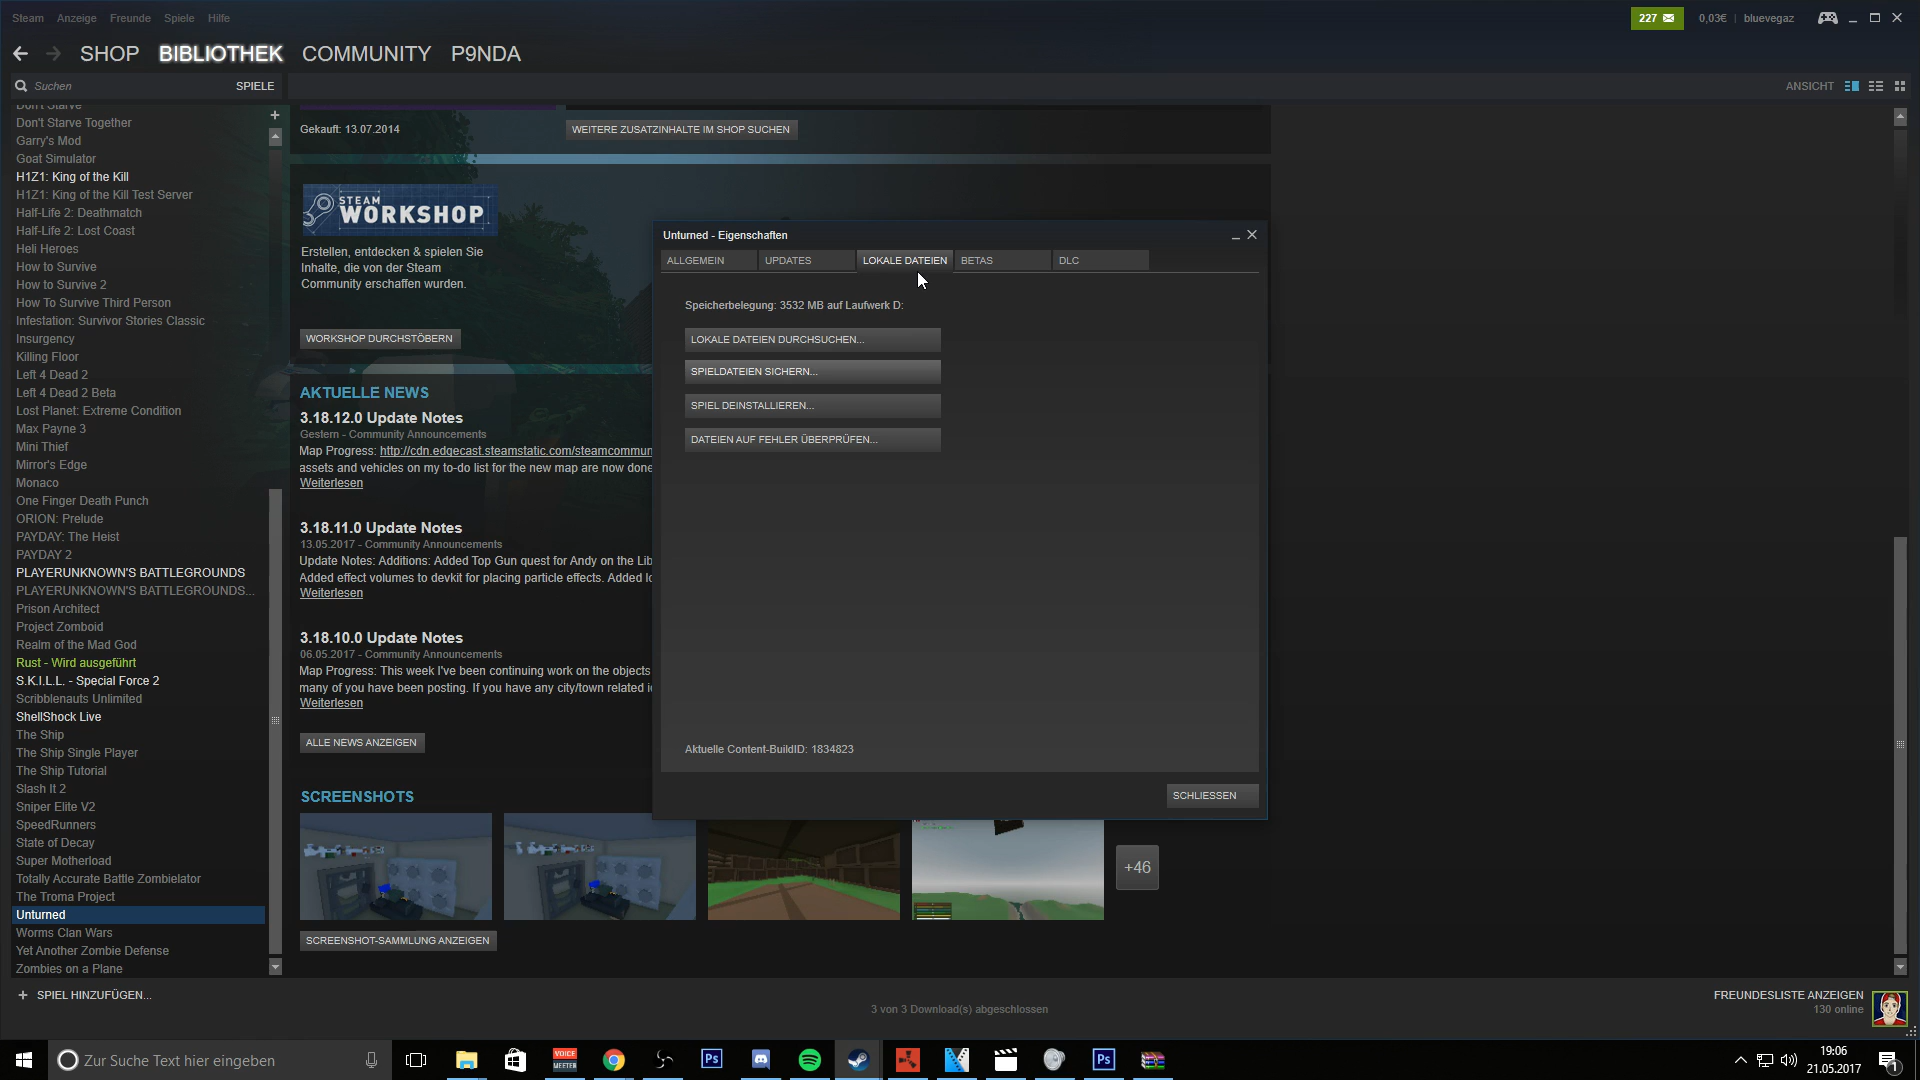 Steam Anzeige Freunde Spiele Hilfe
227
0,03€ | bluevegaz
SHOP BIBLIOTHEK COMMUNITY P9NDA
Suchen
SPIELE
ANSICHT
Don't Starve
Don't Starve Together
Garry's Mod
Goat Simulator
H1Z1: King of the Kill
H1Z1: King of the Kill Test Server
Half-Life 2: Deathmatch
Half-Life 2: Lost Coast
Heli Heroes
How to Survive
How to Survive 2
How To Survive Third Person
Infestation: Survivor Stories Classic
Insurgency
Killing Floor
Left 4 Dead 2
Left 4 Dead 2 Beta
Lost Planet: Extreme Condition
Max Payne 3
Mini Thief
Mirror's Edge
Monaco
One Finger Death Punch
ORION: Prelude
PAYDAY: The Heist
PAYDAY 2
PLAYERUNKNOWN'S BATTLEGROUNDS
PLAYERUNKNOWN'S BATTLEGROUNDS...
Prison Architect
Project Zomboid
Realm of the Mad God
Rust - Wird ausgeführt
S.K.I.L.L. - Special Force 2
Scribblenauts Unlimited
ShellShock Live
The Ship
The Ship Single Player
The Ship Tutorial
Slash It 2
Sniper Elite V2
SpeedRunners
State of Decay
Super Motherload
Totally Accurate Battle Zombielator
The Troma Project
Unturned
Worms Clan Wars
Yet Another Zombie Defense
Zombies on a Plane
Gekauft: 13.07.2014
WEITERE ZUSATZINHALTE IM SHOP SUCHEN
STEAM
WORKSHOP
Erstellen, entdecken & spielen Sie
Inhalte, die von der Steam
Community erschaffen wurden.
WORKSHOP DURCHSTÖBERN
AKTUELLE NEWS
3.18.12.0 Update Notes
Gestern - Community Announcements
Map Progress: http://cdn.edgecast.steamstatic.com/steamcommun
assets and vehicles on my to-do list for the new map are now done
Weiterlesen
3.18.11.0 Update Notes
13.05.2017 - Community Announcements
Update Notes: Additions: Added Top Gun quest for Andy on the Lib
Added effect volumes to devkit for placing particle effects. Added lo
Weiterlesen
3.18.10.0 Update Notes
06.05.2017 - Community Announcements
Map Progress: This week I've been continuing work on the objects
many of you have been posting. If you have any city/town related i
Weiterlesen
ALLE NEWS ANZEIGEN
SCREENSHOTS
+46
SCREENSHOT-SAMMLUNG ANZEIGEN
Unturned - Eigenschaften
ALLGEMEIN UPDATES LOKALE DATEIEN BETAS DLC
Speicherbelegung: 3532 MB auf Laufwerk D:
LOKALE DATEIEN DURCHSUCHEN...
SPIELDATEIEN SICHERN...
SPIEL DEINSTALLIEREN...
DATEIEN AUF FEHLER ÜBERPRÜFEN...
Aktuelle Content-BuildID: 1834823
SCHLIESSEN
+ SPIEL HINZUFÜGEN...
3 von 3 Download(s) abgeschlossen
FREUNDESLISTE ANZEIGEN
130 online
Zur Suche Text hier eingeben
VOICE
MEETER
Ps
Ps
19:06
21.05.2017
1